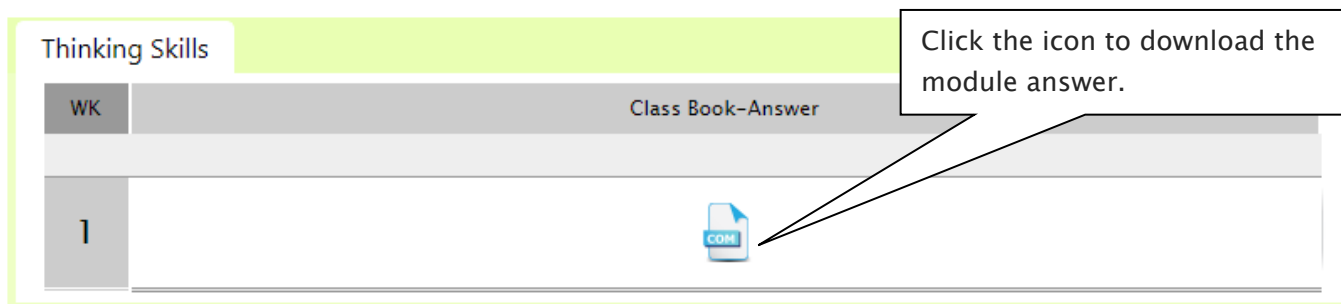 Thinking Skills
Click the icon to download the
module answer.
WK
Class Book-Answer
1
COM